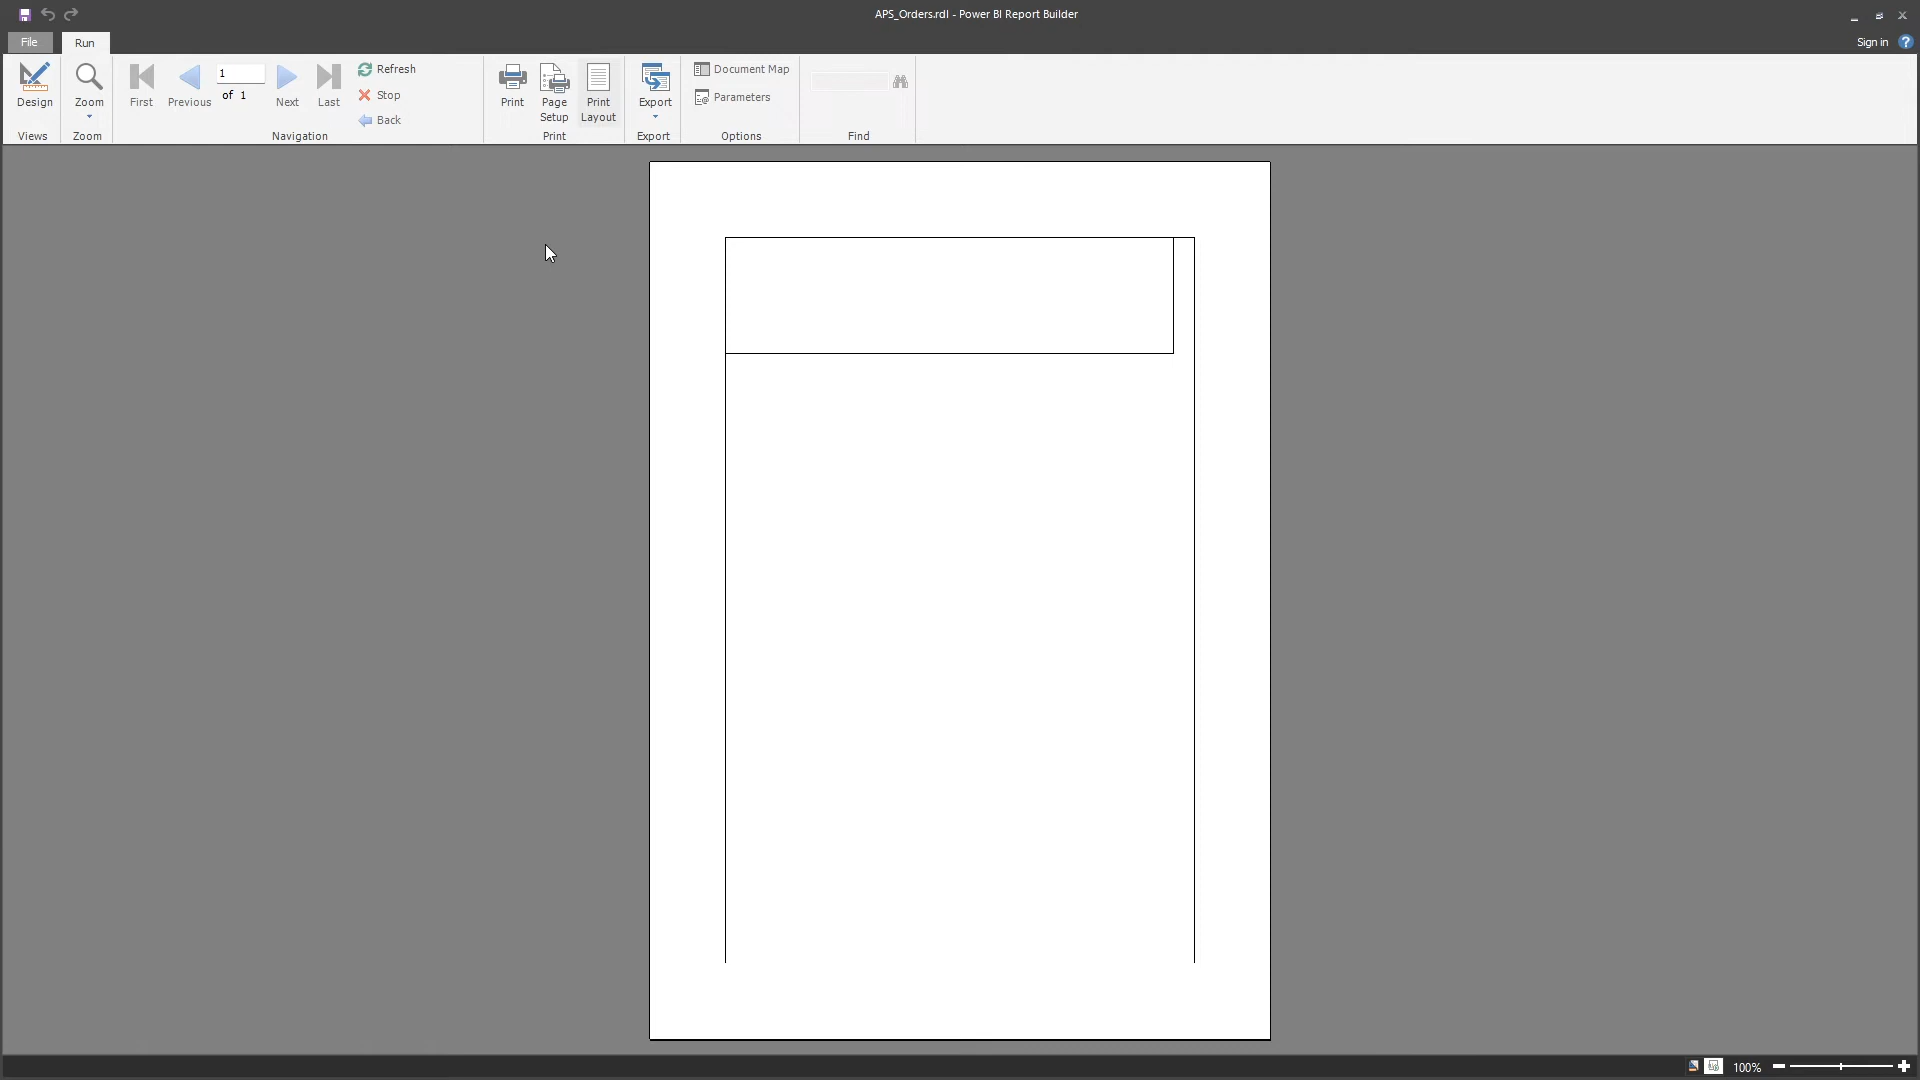 APS_Orders.rdl - Power BI Report Builder
File
Run
Sign in
?
Design
Views
Zoom
Zoom
First
Previous
1
of 1
Next
Last
Refresh
Stop
Back
Navigation
Print
Page Setup
Print Layout
Print
Export
Export
Document Map
Parameters
Options
Find
100%